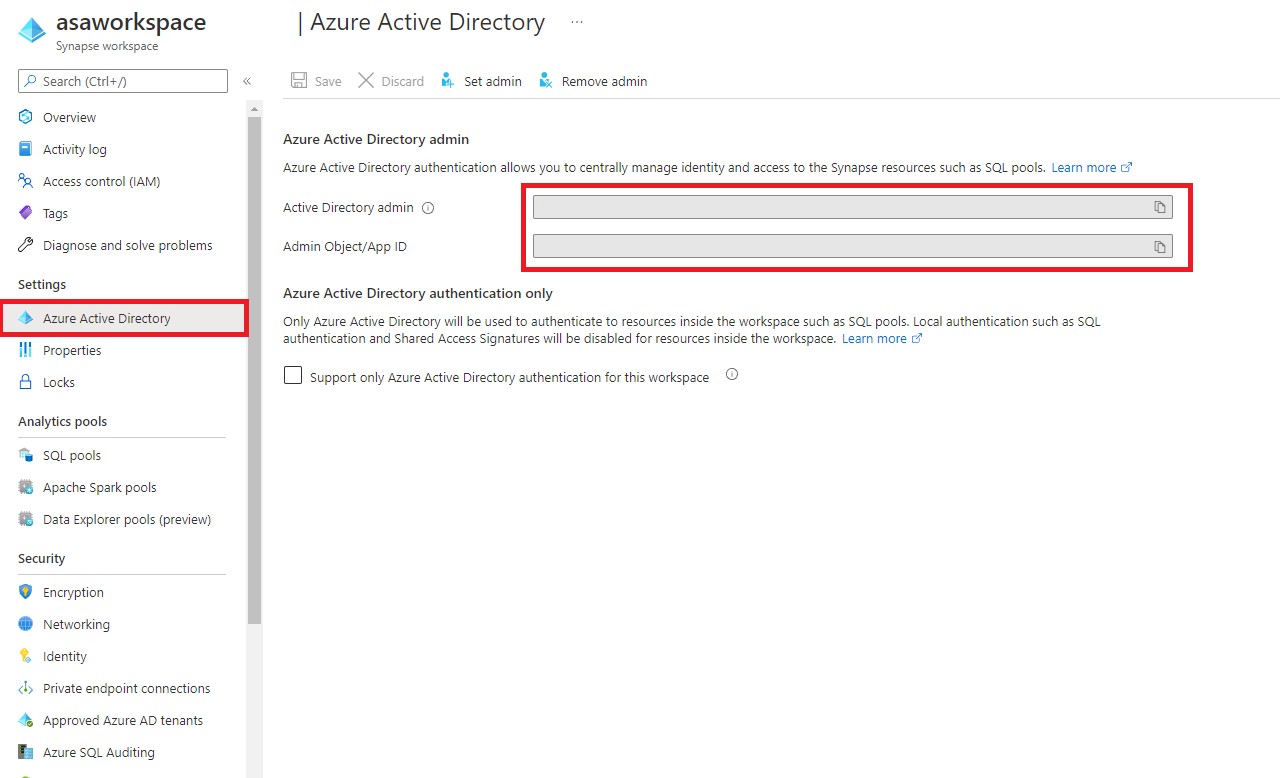 asaworkspace
Synapse workspace
| Azure Active Directory ...
Search (Ctrl+/)
«
Save
Discard
Set admin
Remove admin
Overview
Activity log
Access control (IAM)
Tags
Diagnose and solve problems
Settings
Azure Active Directory
Properties
Locks
Analytics pools
SQL pools
Apache Spark pools
Data Explorer pools (preview)
Security
Encryption
Networking
Identity
Private endpoint connections
Approved Azure AD tenants
Azure SQL Auditing
Azure Active Directory admin
Azure Active Directory authentication allows you to centrally manage identity and access to the Synapse resources such as SQL pools. Learn more
Active Directory admin
Admin Object/App ID
Azure Active Directory authentication only
Only Azure Active Directory will be used to authenticate to resources inside the workspace such as SQL pools. Local authentication such as SQL
authentication and Shared Access Signatures will be disabled for resources inside the workspace. Learn more
Support only Azure Active Directory authentication for this workspace